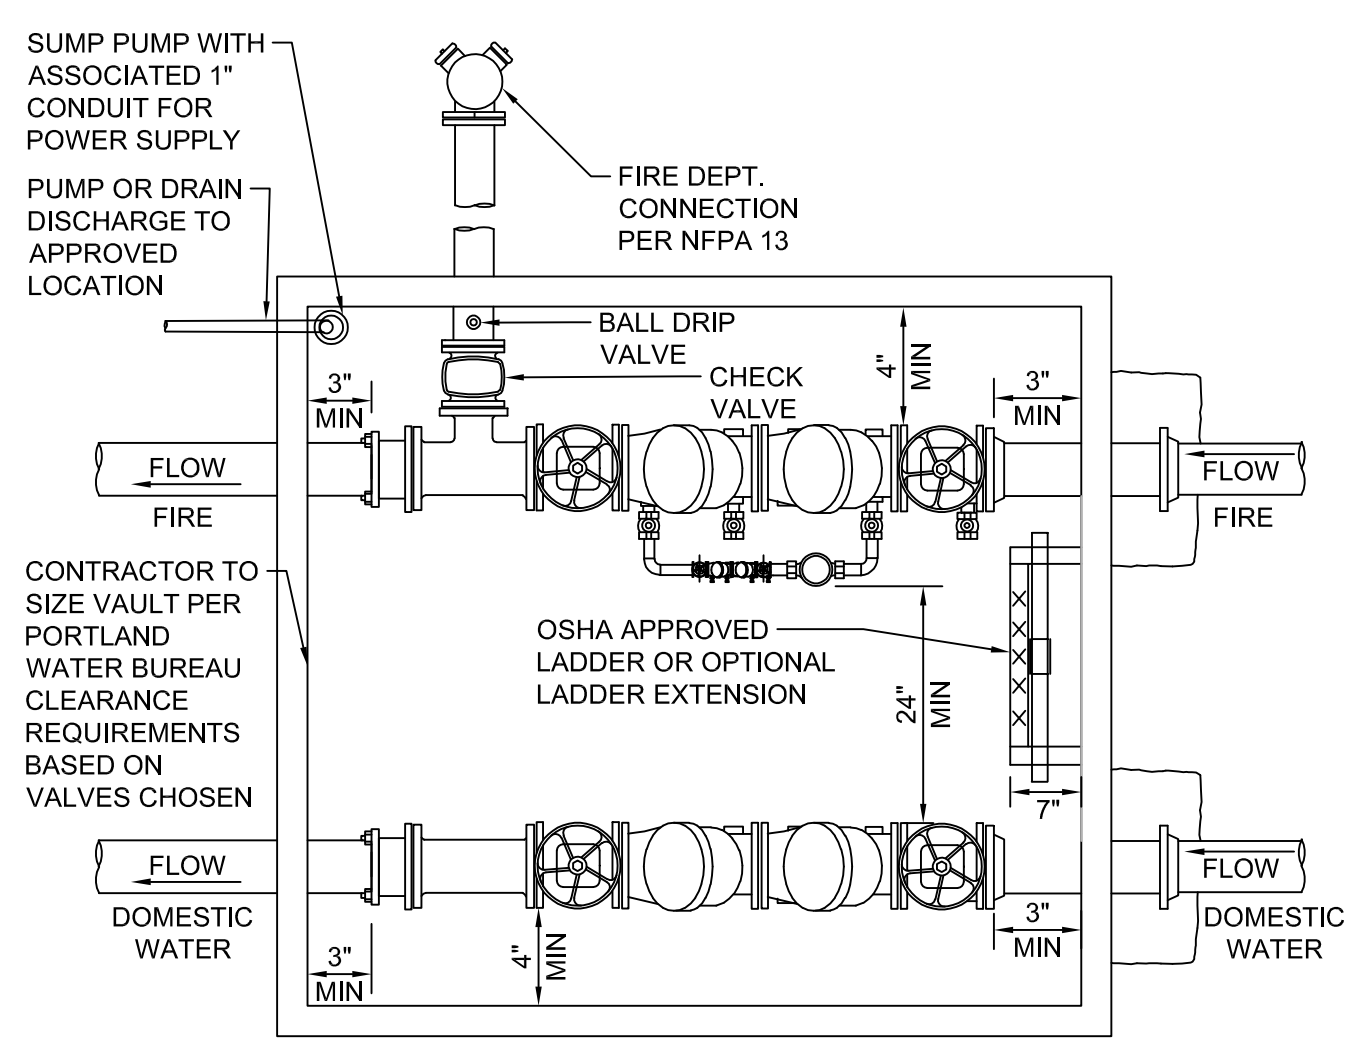 SUMP PUMP WITH
ASSOCIATED 1"
CONDUIT FOR
POWER SUPPLY
PUMP OR DRAIN
DISCHARGE TO
APPROVED
LOCATION
FIRE DEPT.
CONNECTION
PER NFPA 13
BALL DRIP
VALVE
CHECK
VALVE
4"
MIN
3"
MIN
3"
MIN
FLOW
FIRE
FLOW
FIRE
CONTRACTOR TO
SIZE VAULT PER
PORTLAND
WATER BUREAU
CLEARANCE
REQUIREMENTS
BASED ON
VALVES CHOSEN
OSHA APPROVED
LADDER OR OPTIONAL
LADDER EXTENSION
24"
MIN
7"
FLOW
DOMESTIC
WATER
FLOW
DOMESTIC
WATER
3"
MIN
4"
MIN
3"
MIN